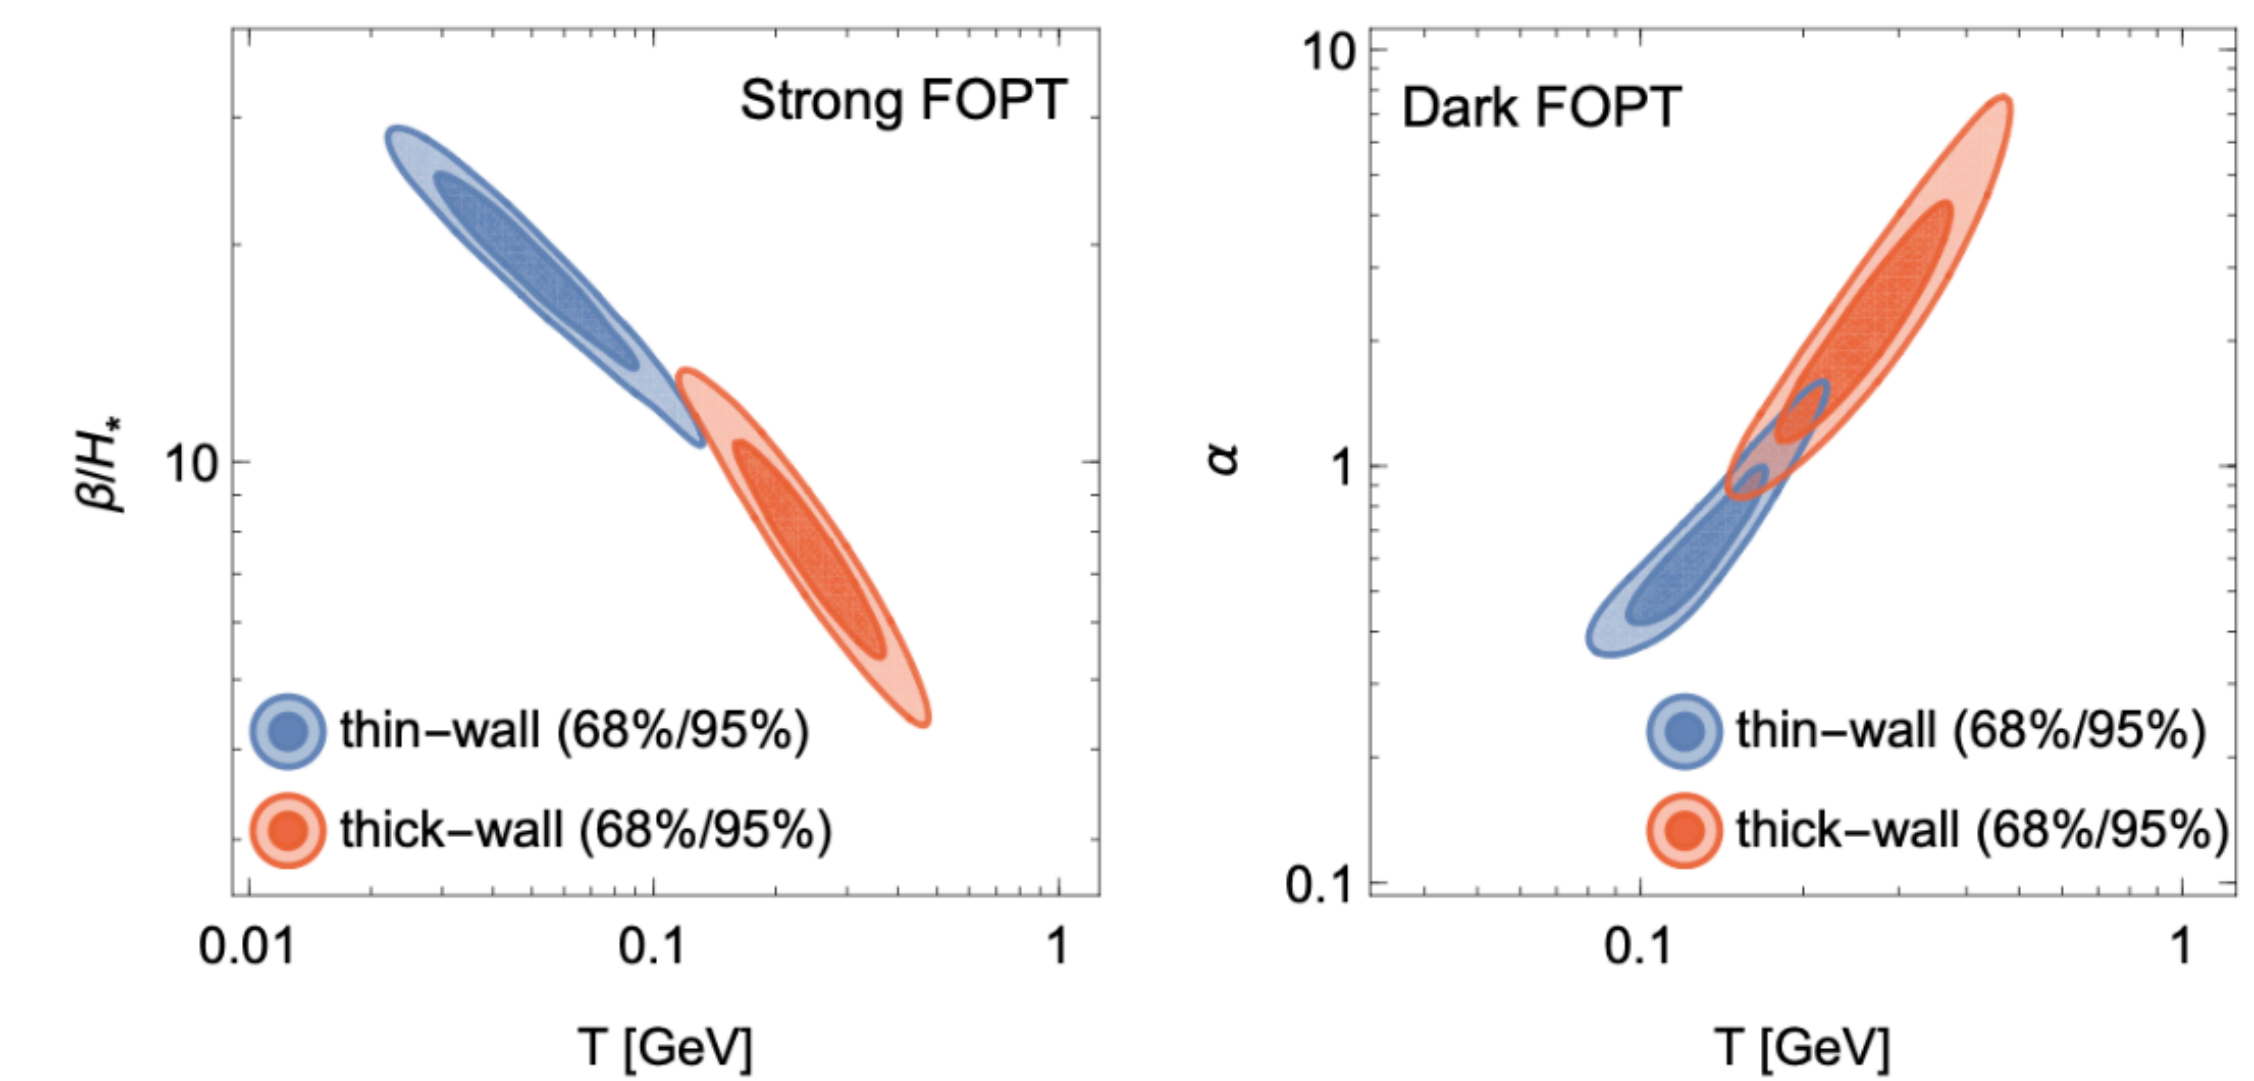 Strong FOPT
β/H*
10
thin−wall (68%/95%)
thick−wall (68%/95%)
0.01 0.1 1
T [GeV]
10
Dark FOPT
α
1
thin−wall (68%/95%)
thick−wall (68%/95%)
0.1
0.1 1
T [GeV]